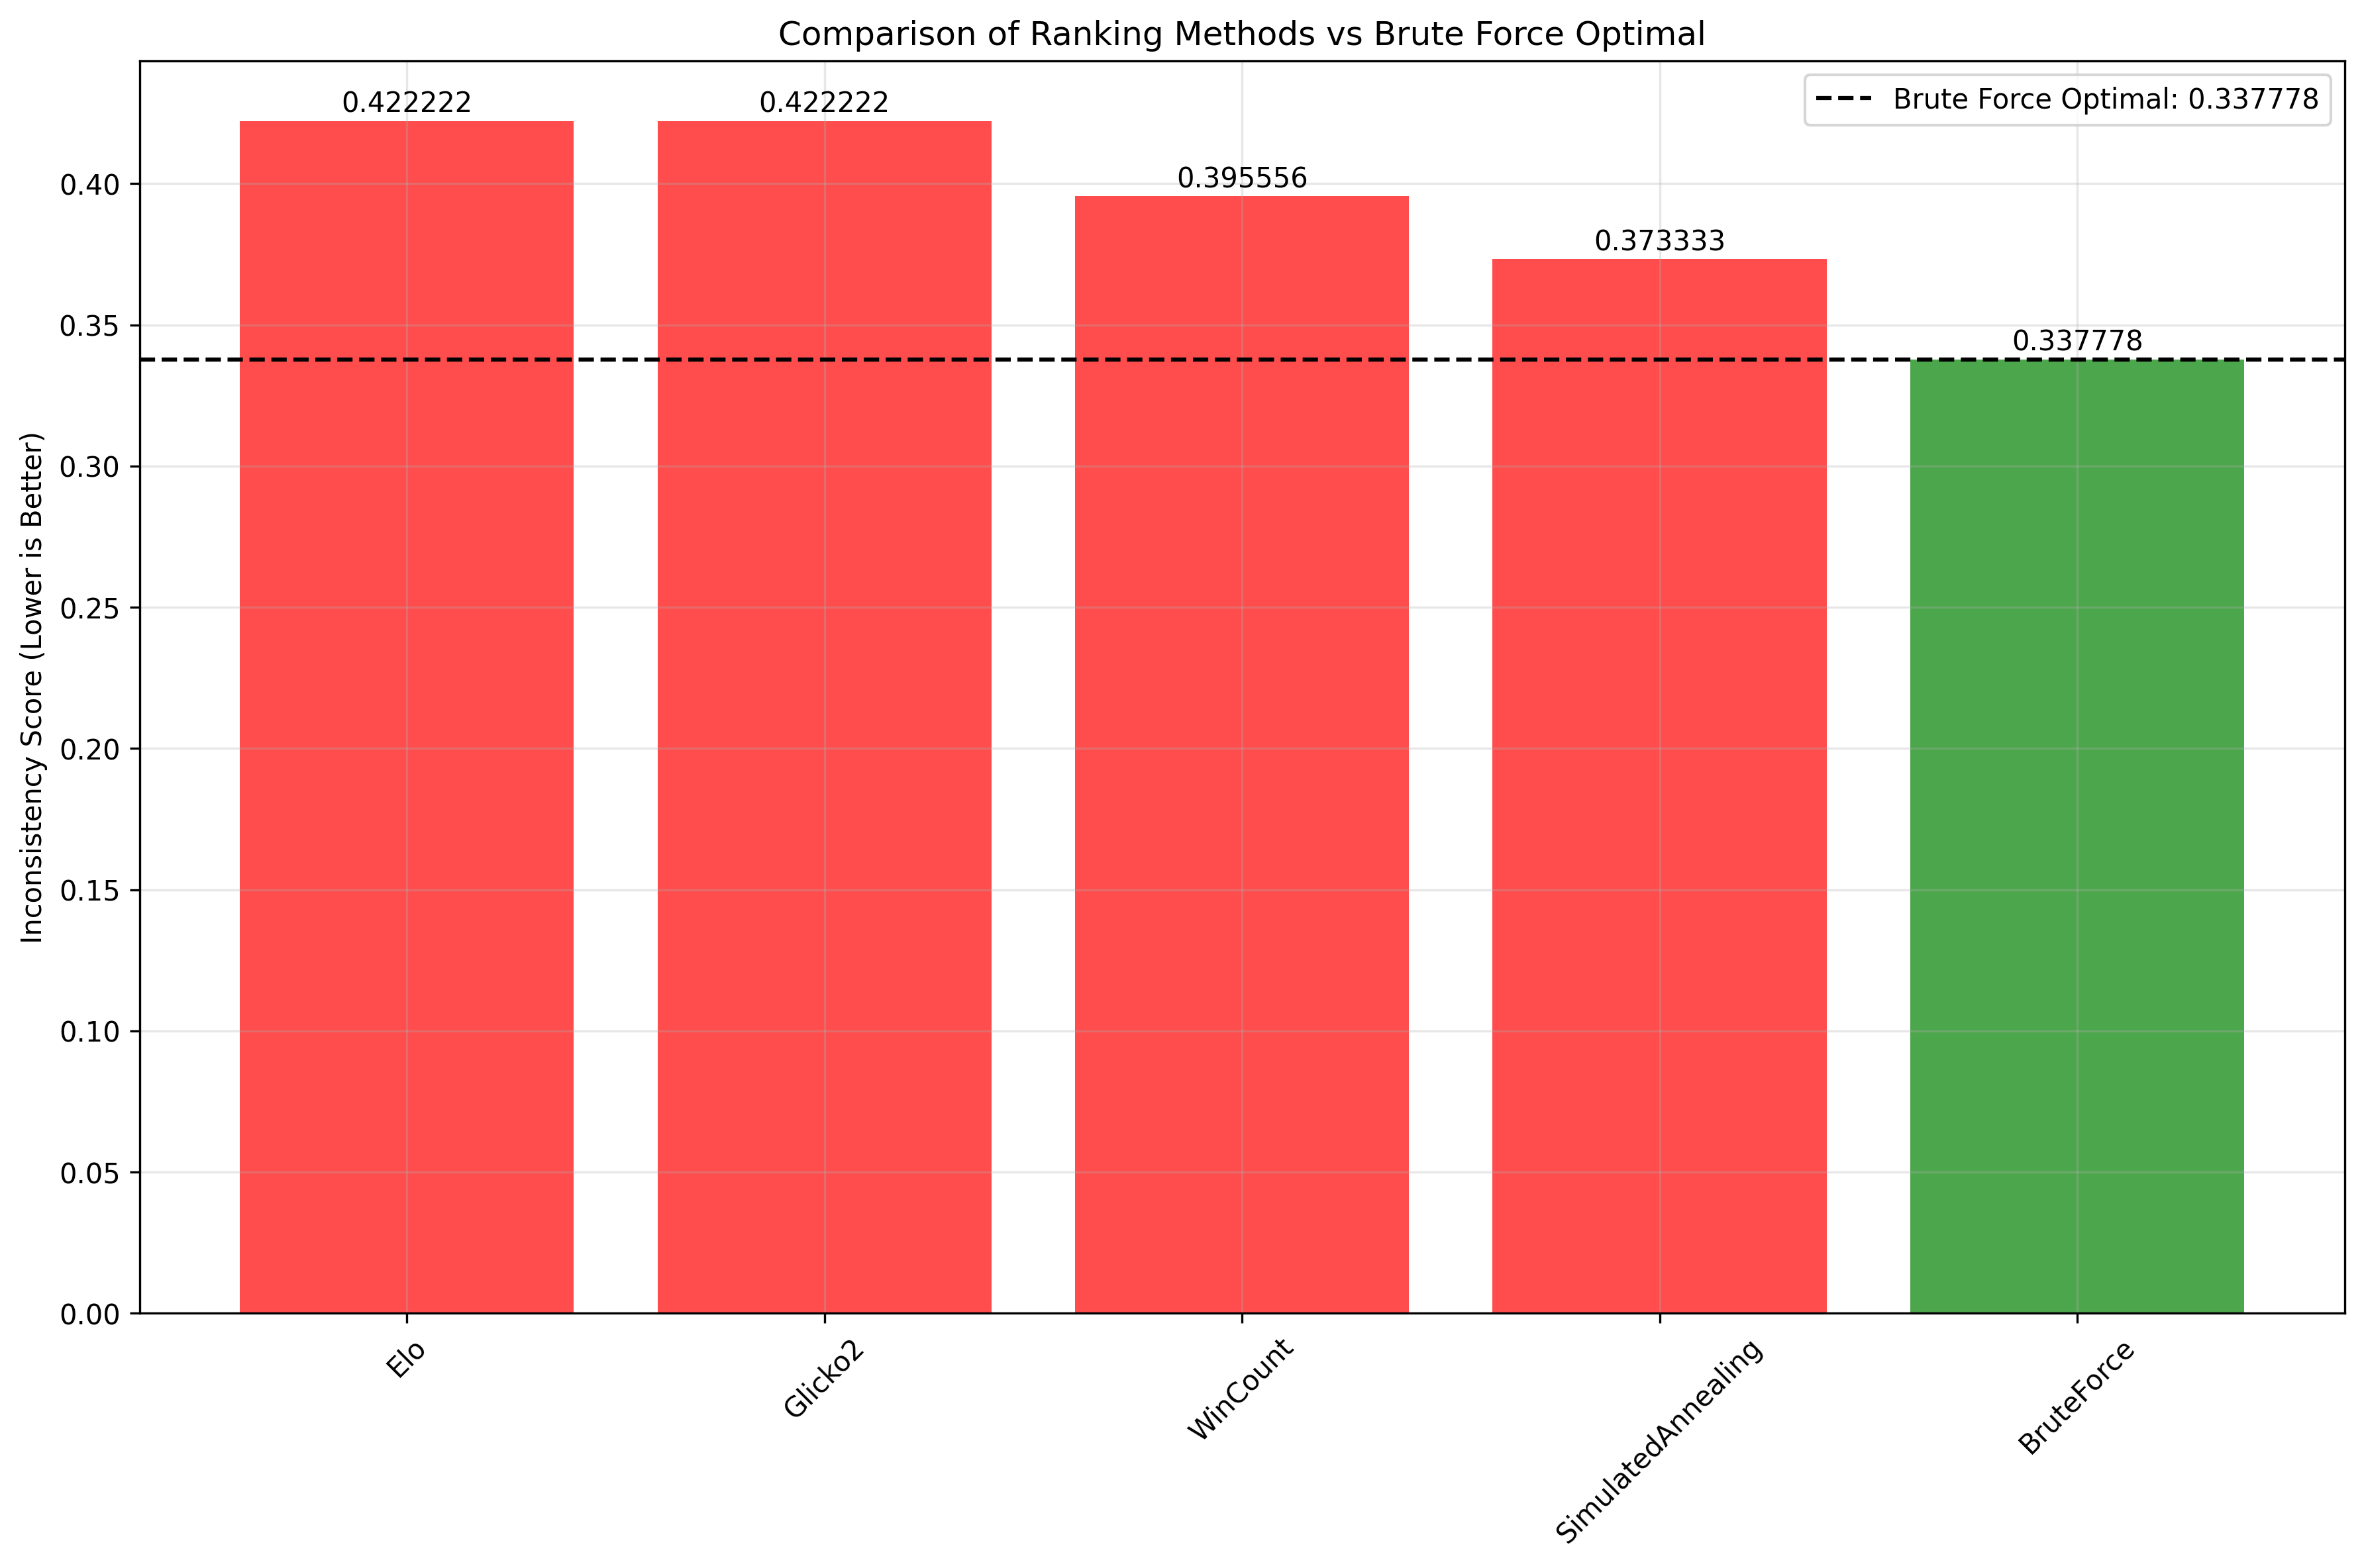 Comparison of Ranking Methods vs Brute Force Optimal
Brute Force Optimal: 0.337778
0.422222
0.422222
0.395556
0.373333
0.337778
Inconsistency Score (Lower is Better)
0.40
0.35
0.30
0.25
0.20
0.15
0.10
0.05
0.00
Elo
Glicko2
WinCount
SimulatedAnnealing
BruteForce